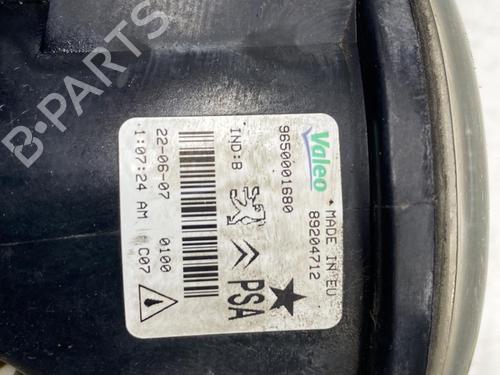 B-PARTS
Valeo
MADE IN EU
9650001680
89204712
IND:B
PSA
22-06-07
0100
1:07:24 AM
C07